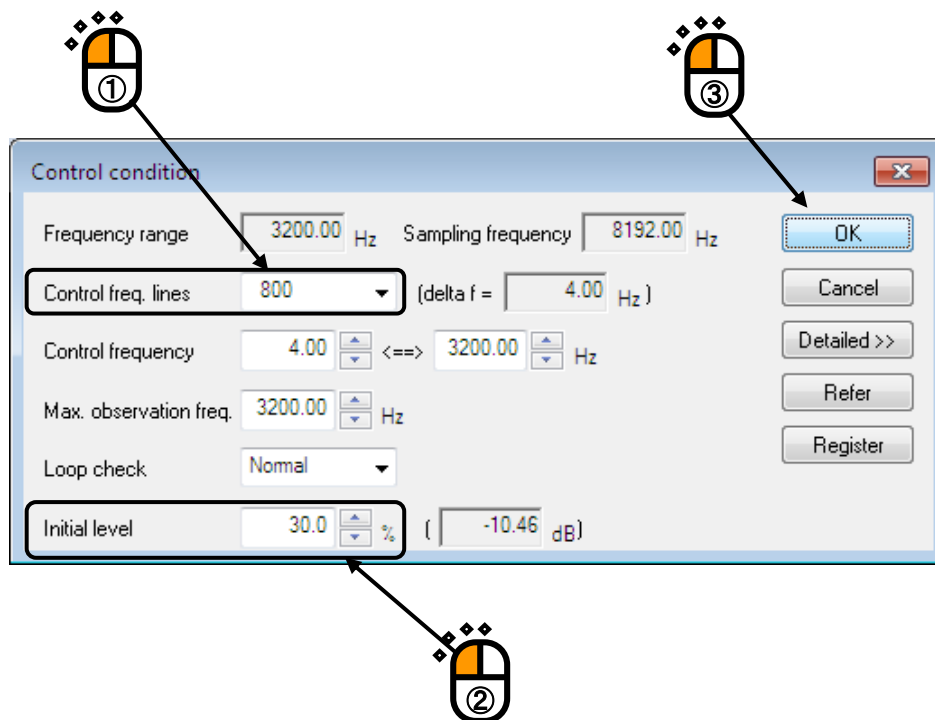 ①
③
Control condition
Frequency range 3200.00 Hz Sampling frequency 8192.00 Hz OK
Control freq. lines 800 (delta f = 4.00 Hz ) Cancel
Control frequency 4.00 <==> 3200.00 Hz Detailed >>
Max. observation freq. 3200.00 Hz Refer
Loop check Normal Register
Initial level 30.0 % ( -10.46 dB)
②